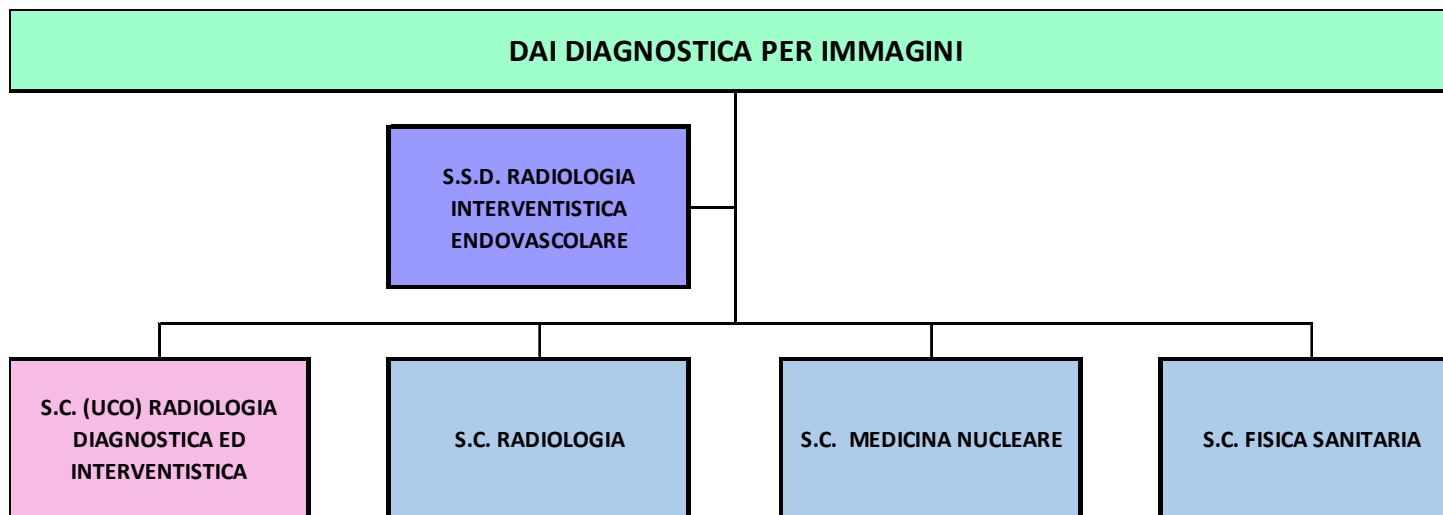 DAI DIAGNOSTICA PER IMMAGINI
S.S.D. RADIOLOGIA
INTERVENTISTICA
ENDOVASCOLARE
S.C. (UCO) RADIOLOGIA
DIAGNOSTICA ED
INTERVENTISTICA
S.C. RADIOLOGIA
S.C. MEDICINA NUCLEARE
S.C. FISICA SANITARIA